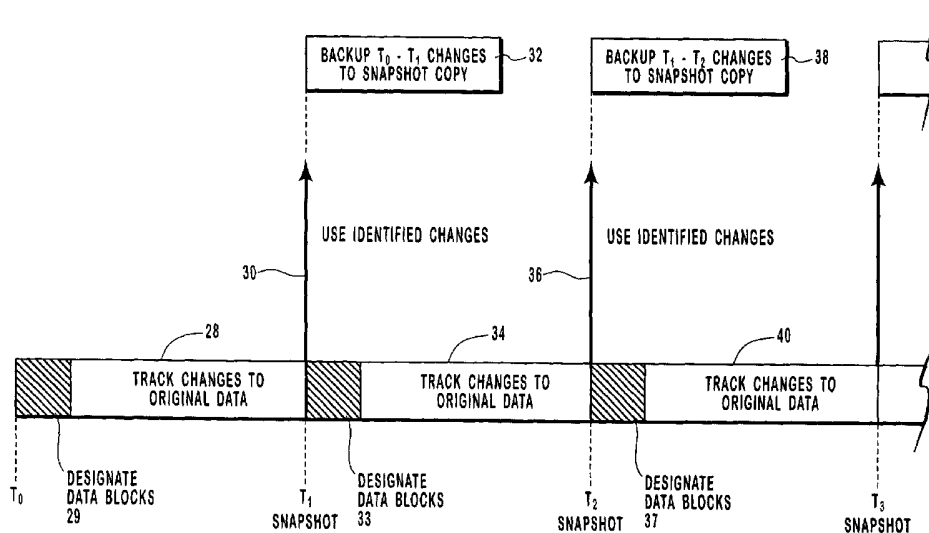 BACKUP T₀ - T₁ CHANGES
TO SNAPSHOT COPY
32
BACKUP T₁ - T₂ CHANGES
TO SNAPSHOT COPY
38
USE IDENTIFIED CHANGES
USE IDENTIFIED CHANGES
30
36
28
34
40
TRACK CHANGES TO
ORIGINAL DATA
TRACK CHANGES TO
ORIGINAL DATA
TRACK CHANGES TO
ORIGINAL DATA
T₀
DESIGNATE
DATA BLOCKS
29
T₁
SNAPSHOT
DESIGNATE
DATA BLOCKS
33
T₂
SNAPSHOT
DESIGNATE
DATA BLOCKS
37
T₃
SNAPSHOT